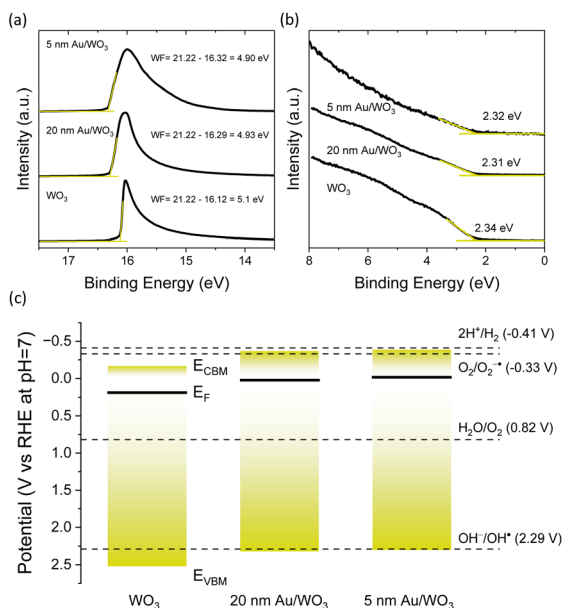 (a)
5 nm Au/WO₃
WF= 21.22 - 16.32 = 4.90 eV
20 nm Au/WO₃
WF= 21.22 - 16.29 = 4.93 eV
WO₃
WF= 21.22 - 16.12 = 5.1 eV
Intensity (a.u.)
17 16 15 14
Binding Energy (eV)
(b)
5 nm Au/WO₃
2.32 eV
20 nm Au/WO₃
2.31 eV
WO₃
2.34 eV
Intensity (a.u.)
8 6 4 2 0
Binding Energy (eV)
(c)
Potential (V vs RHE at pH=7)
−0.5
0.0
0.5
1.0
1.5
2.0
2.5
E_CBM
E_F
E_VBM
2H⁺/H₂ (-0.41 V)
O₂/O₂⁻• (-0.33 V)
H₂O/O₂ (0.82 V)
OH⁻/OH• (2.29 V)
WO₃ 20 nm Au/WO₃ 5 nm Au/WO₃